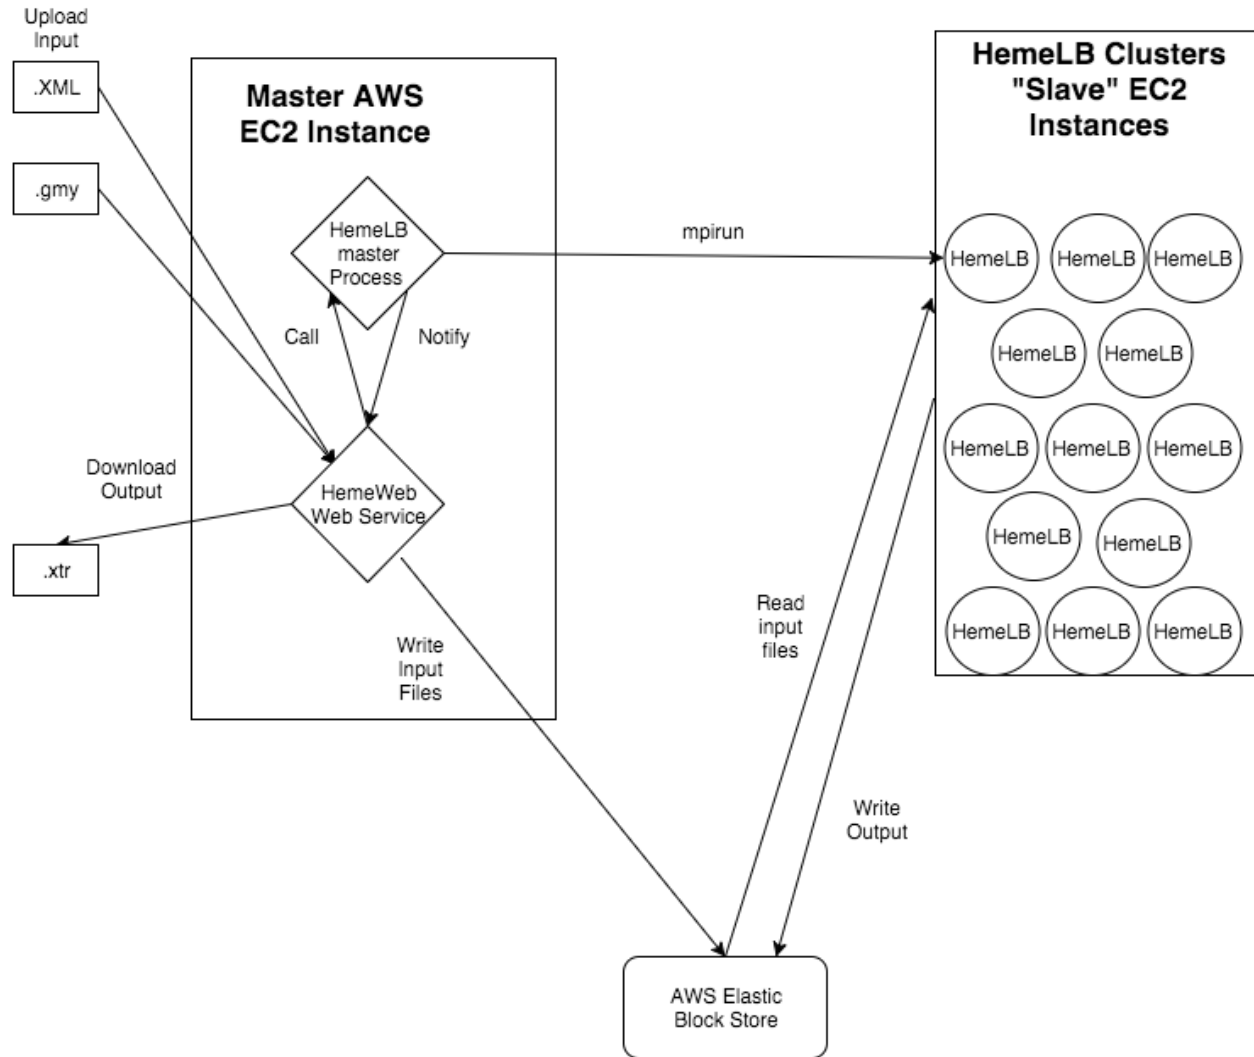 Upload
Input
.XML
.gmy
Master AWS
EC2 Instance
HemeLB
master
Process
Call
Notify
HemeWeb
Web Service
Download
Output
.xtr
Write
Input
Files
mpirun
HemeLB Clusters
"Slave" EC2
Instances
HemeLB
HemeLB
HemeLB
HemeLB
HemeLB
HemeLB
HemeLB
HemeLB
HemeLB
HemeLB
HemeLB
HemeLB
HemeLB
Read
input
files
Write
Output
AWS Elastic
Block Store